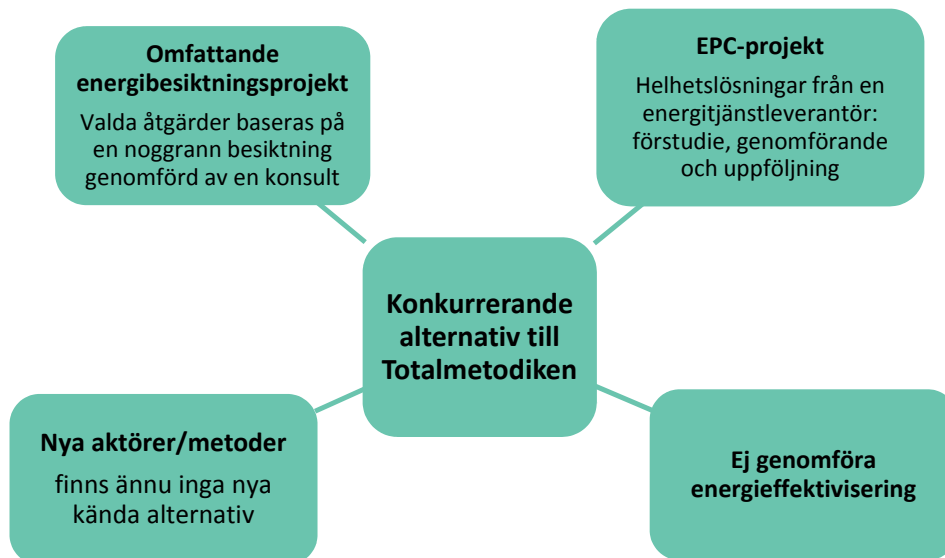 Omfattande
energibesiktningsprojekt
Valda åtgärder baseras på
en noggrann besiktning
genomförd av en konsult
EPC-projekt
Helhetslösningar från en
energitjänstleverantör:
förstudie, genomförande
och uppföljning
Konkurrerande
alternativ till
Totalmetodiken
Nya aktörer/metoder
finns ännu inga nya
kända alternativ
Ej genomföra
energieffektivisering